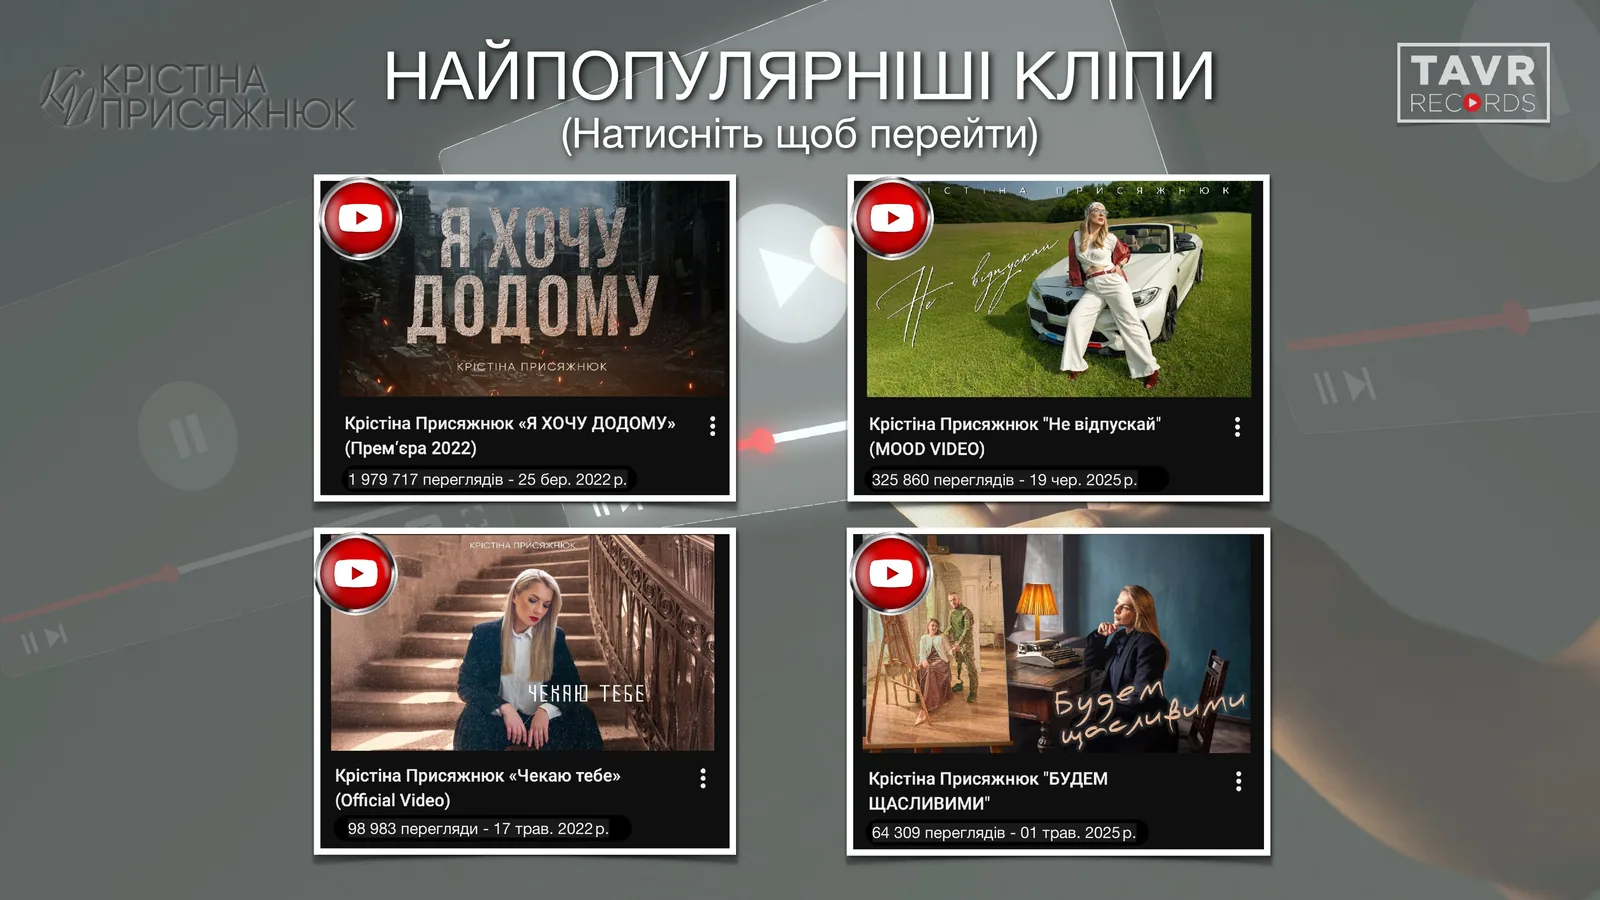 КРІСТІНА
ПРИСЯЖНЮК
НАЙПОПУЛЯРНІШІ КЛІПИ
(Натисніть щоб перейти)
TAVR
RECORDS
Я ХОЧУ
ДОДОМУ
КРІСТІНА ПРИСЯЖНЮК
Крістіна Присяжнюк «Я ХОЧУ ДОДОМУ»
(Прем‘єра 2022)
1 979 717 переглядів - 25 бер. 2022 р.
ІСТІНА ПРИСЯЖНЮК
Не відпускай
Крістіна Присяжнюк "Не відпускай"
(MOOD VIDEO)
325 860 переглядів - 19 чер. 2025 р.
КРІСТІНА ПРИСЯЖНЮК
ЧЕКАЮ ТЕБЕ
Крістіна Присяжнюк «Чекаю тебе»
(Official Video)
98 983 перегляди - 17 трав. 2022 р.
Будем
щасливими
Крістіна Присяжнюк "БУДЕМ
ЩАСЛИВИМИ"
64 309 переглядів - 01 трав. 2025 р.